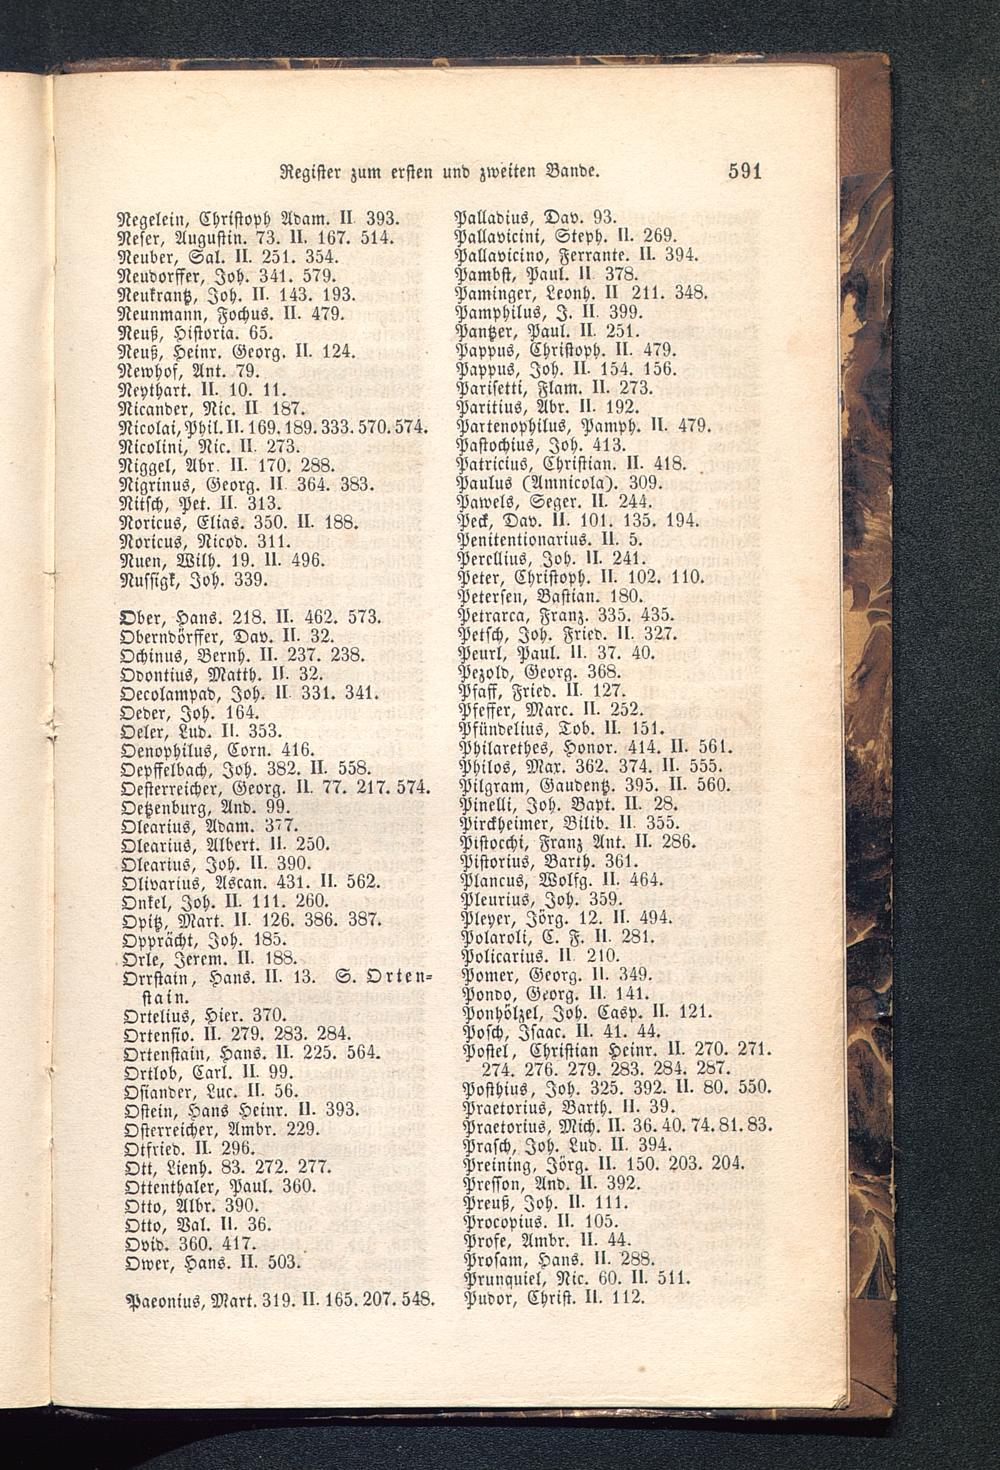 Register zum ersten und zweiten Bande. 591
Negelein, Christoph Adam. II. 393.
Neser, Augustin. 73. II. 167. 514.
Neuber, Sal. II. 251. 354.
Neudorffer, Joh. 341. 579.
Neukrantz, Joh. II. 143. 193.
Neunmann, Fochus. II. 479.
Neuß, Historia. 65.
Neuß, Heinr. Georg. II. 124.
Newhof, Ant. 79.
Neythart. II. 10. 11.
Nicander, Nic. II. 187.
Nicolai, Phil. II. 169. 189. 333. 570. 574.
Nicolini, Nic. II. 273.
Niggel, Abr. II. 170. 288.
Nigrinus, Georg. II. 364. 383.
Nitsch, Pet. II. 313.
Noricus, Elias. 350. II. 188.
Noricus, Nicod. 311.
Nuen, Wilh. 19. II. 496.
Nussigk, Joh. 339.
Ober, Hans. 218. II. 462. 573.
Oberndörffer, Dav. II. 32.
Ochinus, Bernh. II. 237. 238.
Odontius, Matth. II. 32.
Oecolampad, Joh. II. 331. 341.
Oeder, Joh. 164.
Oeler, Lud. II. 353.
Oenophilus, Corn. 416.
Oepffelbach, Joh. 382. II. 558.
Oesterreicher, Georg. II. 77. 217. 574.
Oetzenburg, And. 99.
Olearius, Adam. 377.
Olearius, Albert. II. 250.
Olearius, Joh. II. 390.
Olivarius, Ascan. 431. II. 562.
Onkel, Joh. II. 111. 260.
Opitz, Mart. II. 126. 386. 387.
Opprächt, Joh. 185.
Orle, Jerem. II. 188.
Orrstain, Hans. II. 13. S. Orten-
stain.
Ortelius, Hier. 370.
Ortensio. II. 279. 283. 284.
Ortenstain, Hans. II. 225. 564.
Ortlob, Carl. II. 99.
Osiander, Luc. II. 56.
Ostein, Hans Heinr. II. 393.
Osterreicher, Ambr. 229.
Otfried. II. 296.
Ott, Lienh. 83. 272. 277.
Ottenthaler, Paul. 360.
Otto, Albr. 390.
Otto, Val. II. 36.
Ovid. 360. 417.
Ower, Hans. II. 503.
Paeonius, Mart. 319. II. 165. 207. 548.
Palladius, Dav. 93.
Pallavicini, Steph. II. 269.
Pallavicino, Ferrante. II. 394.
Pambst, Paul. II. 378.
Paminger, Leonh. II 211. 348.
Pamphilus, J. II. 399.
Pantzer, Paul. II. 251.
Pappus, Christoph. II. 479.
Pappus, Joh. II. 154. 156.
Parisetti, Flam. II. 273.
Paritius, Abr. II. 192.
Partenophilus, Pamph. II. 479.
Pastochius, Joh. 413.
Patricius, Christian. II. 418.
Paulus (Amnicola). 309.
Pawels, Seger. II. 244.
Peck, Dav. II. 101. 135. 194.
Penitentionarius. II. 5.
Percllius, Joh. II. 241.
Peter, Christoph. II. 102. 110.
Petersen, Bastian. 180.
Petrarca, Franz. 335. 435.
Petsch, Joh. Fried. II. 327.
Peurl, Paul. II. 37. 40.
Pezold, Georg. 368.
Pfaff, Fried. II. 127.
Pfeffer, Marc. II. 252.
Pfündelius, Tob. II. 151.
Philarethes, Honor. 414. II. 561.
Philos, Max. 362. 374. II. 555.
Pilgram, Gaudentz. 395. II. 560.
Pinelli, Joh. Bapt. II. 28.
Pirckheimer, Bilib. II. 355.
Pistocchi, Franz Ant. II. 286.
Pistorius, Barth. 361.
Plancus, Wolfg. II. 464.
Pleurius, Joh. 359.
Pleyer, Jörg. 12. II. 494.
Polaroli, C. F. II. 281.
Policarius. II. 210.
Pomer, Georg. II. 349.
Pondo, Georg. II. 141.
Ponhölzel, Joh. Casp. II. 121.
Posch, Isaac. II. 41. 44.
Postel, Christian Heinr. II. 270. 271.
274. 276. 279. 283. 284. 287.
Posthius, Joh. 325. 392. II. 80. 550.
Praetorius, Barth. II. 39.
Praetorius, Mich. II. 36. 40. 74. 81. 83.
Prasch, Joh. Lud. II. 394.
Preining, Jörg. II. 150. 203. 204.
Presson, And. II. 392.
Preuß, Joh. II. 111.
Procopius. II. 105.
Profe, Ambr. II. 44.
Prosam, Hans. II. 288.
Prunquiel, Nic. 60. II. 511.
Pudor, Christ. II. 112.